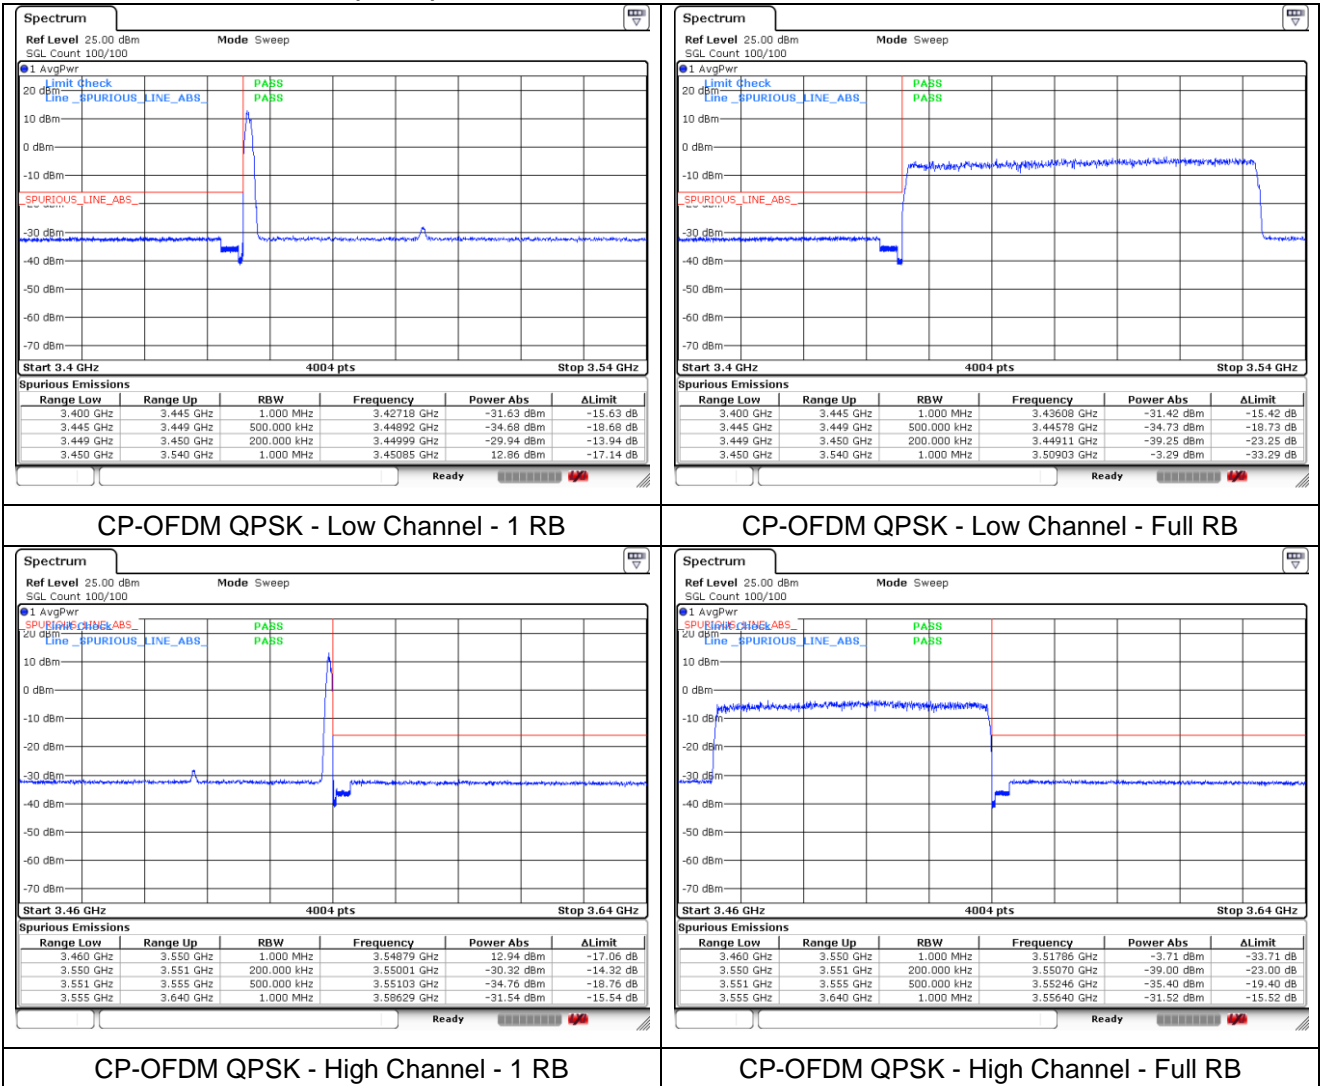 Spectrum
Ref Level 25.00 dBm Mode Sweep
SGL Count 100/100
1 AvgPwr
Limit Check PASS
20 dBm
Line _SPURIOUS_LINE_ABS_ PASS
10 dBm
0 dBm
-10 dBm
_SPURIOUS_LINE_ABS_
-20 dBm
-30 dBm
-40 dBm
-50 dBm
-60 dBm
-70 dBm
Start 3.4 GHz 4004 pts Stop 3.54 GHz
Spurious Emissions
Range Low Range Up RBW Frequency Power Abs ΔLimit
3.400 GHz 3.445 GHz 1.000 MHz 3.42718 GHz -31.63 dBm -15.63 dB
3.445 GHz 3.449 GHz 500.000 kHz 3.44892 GHz -34.68 dBm -18.68 dB
3.449 GHz 3.450 GHz 200.000 kHz 3.44999 GHz -29.94 dBm -13.94 dB
3.450 GHz 3.540 GHz 1.000 MHz 3.45085 GHz 12.86 dBm -17.14 dB
Ready
CP-OFDM QPSK - Low Channel - 1 RB
Spectrum
Ref Level 25.00 dBm Mode Sweep
SGL Count 100/100
1 AvgPwr
Limit Check PASS
20 dBm
Line _SPURIOUS_LINE_ABS_ PASS
10 dBm
0 dBm
-10 dBm
_SPURIOUS_LINE_ABS_
-20 dBm
-30 dBm
-40 dBm
-50 dBm
-60 dBm
-70 dBm
Start 3.4 GHz 4004 pts Stop 3.54 GHz
Spurious Emissions
Range Low Range Up RBW Frequency Power Abs ΔLimit
3.400 GHz 3.445 GHz 1.000 MHz 3.43608 GHz -31.42 dBm -15.42 dB
3.445 GHz 3.449 GHz 500.000 kHz 3.44578 GHz -34.73 dBm -18.73 dB
3.449 GHz 3.450 GHz 200.000 kHz 3.44911 GHz -39.25 dBm -23.25 dB
3.450 GHz 3.540 GHz 1.000 MHz 3.50903 GHz -3.29 dBm -33.29 dB
Ready
CP-OFDM QPSK - Low Channel - Full RB
Spectrum
Ref Level 25.00 dBm Mode Sweep
SGL Count 100/100
1 AvgPwr
_SPURIOUS_LINE_ABS_
Limit Check PASS
20 dBm
Line _SPURIOUS_LINE_ABS_ PASS
10 dBm
0 dBm
-10 dBm
-20 dBm
-30 dBm
-40 dBm
-50 dBm
-60 dBm
-70 dBm
Start 3.46 GHz 4004 pts Stop 3.64 GHz
Spurious Emissions
Range Low Range Up RBW Frequency Power Abs ΔLimit
3.460 GHz 3.550 GHz 1.000 MHz 3.54879 GHz 12.94 dBm -17.06 dB
3.550 GHz 3.551 GHz 200.000 kHz 3.55001 GHz -30.32 dBm -14.32 dB
3.551 GHz 3.555 GHz 500.000 kHz 3.55103 GHz -34.76 dBm -18.76 dB
3.555 GHz 3.640 GHz 1.000 MHz 3.58629 GHz -31.54 dBm -15.54 dB
Ready
CP-OFDM QPSK - High Channel - 1 RB
Spectrum
Ref Level 25.00 dBm Mode Sweep
SGL Count 100/100
1 AvgPwr
_SPURIOUS_LINE_ABS_
Limit Check PASS
20 dBm
Line _SPURIOUS_LINE_ABS_ PASS
10 dBm
0 dBm
-10 dBm
-20 dBm
-30 dBm
-40 dBm
-50 dBm
-60 dBm
-70 dBm
Start 3.46 GHz 4004 pts Stop 3.64 GHz
Spurious Emissions
Range Low Range Up RBW Frequency Power Abs ΔLimit
3.460 GHz 3.550 GHz 1.000 MHz 3.51786 GHz -3.71 dBm -33.71 dB
3.550 GHz 3.551 GHz 200.000 kHz 3.55070 GHz -39.00 dBm -23.00 dB
3.551 GHz 3.555 GHz 500.000 kHz 3.55246 GHz -35.40 dBm -19.40 dB
3.555 GHz 3.640 GHz 1.000 MHz 3.55640 GHz -31.52 dBm -15.52 dB
Ready
CP-OFDM QPSK - High Channel - Full RB